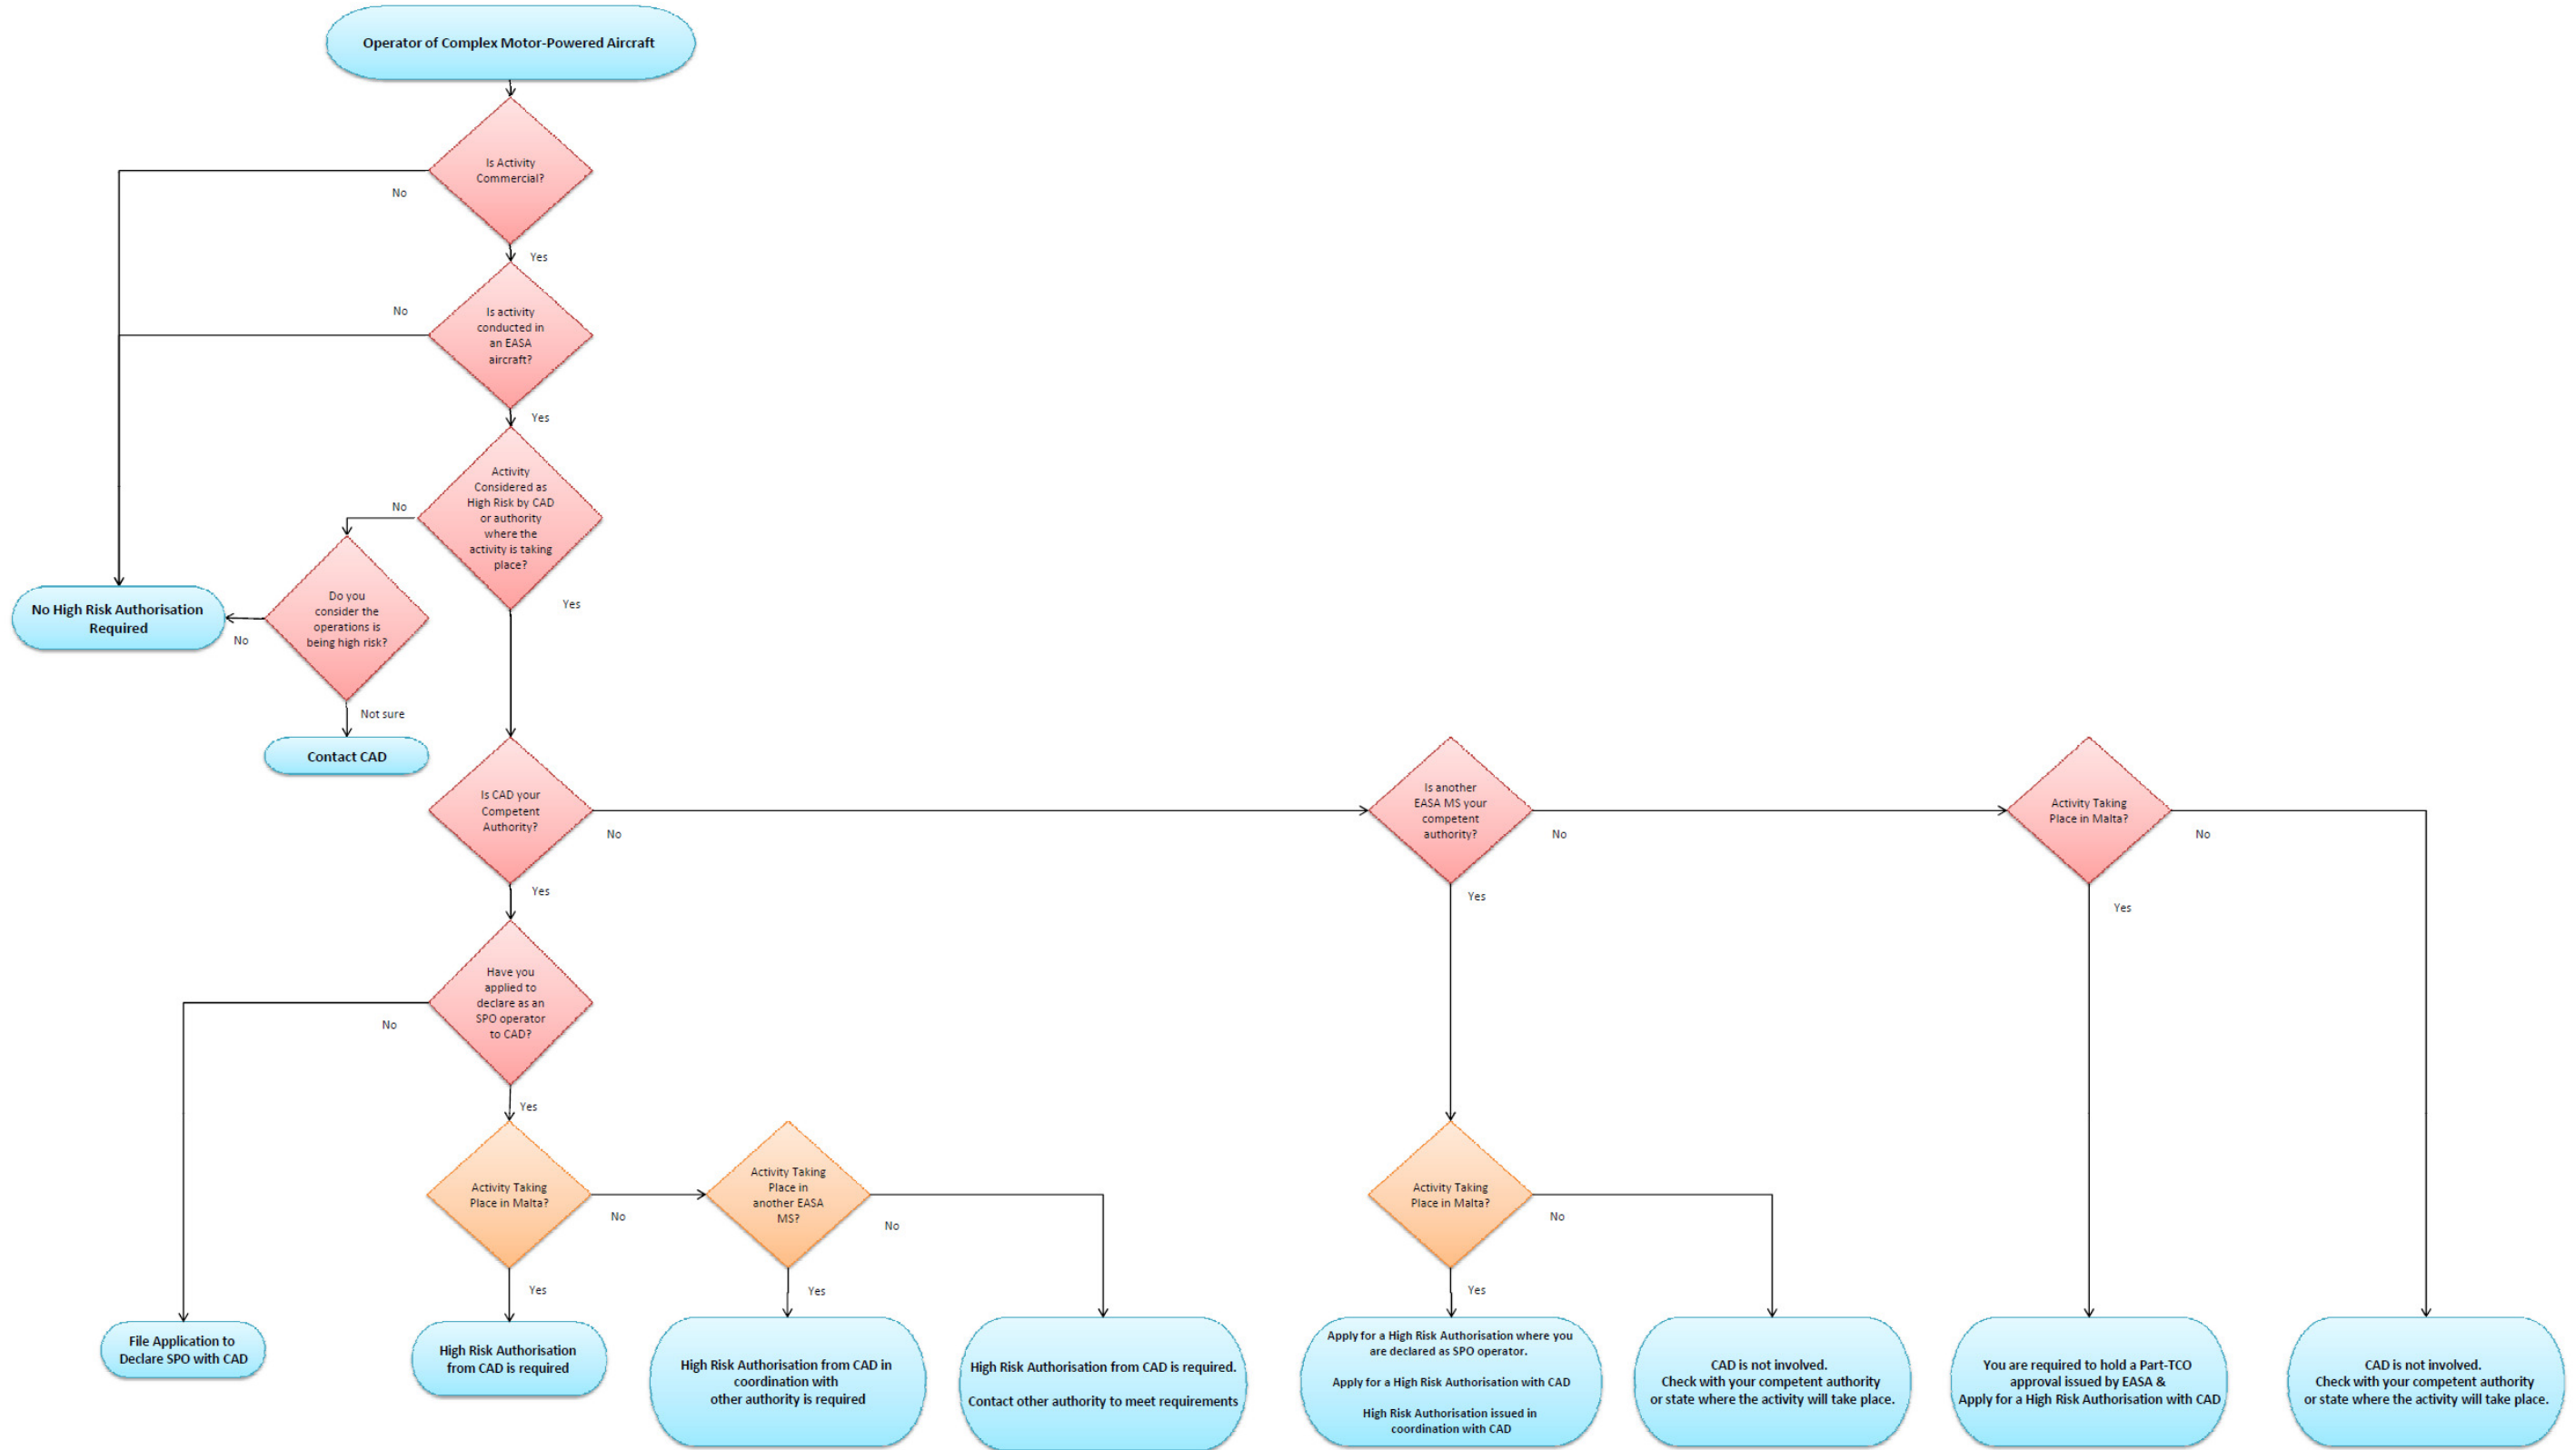 Operator of Complex Motor-Powered Aircraft
Is Activity
Commercial?
No
Yes
Is activity
conducted in
an EASA
aircraft?
No
Yes
Activity
Considered as
High Risk by CAD
or authority
where the
activity is taking
place?
No
Yes
Do you
consider the
operations is
being high risk?
No
Not sure
No High Risk Authorisation
Required
Contact CAD
Is CAD your
Competent
Authority?
No
Yes
Is another
EASA MS your
competent
authority?
No
Yes
Activity Taking
Place in Malta?
No
Yes
Have you
applied to
declare as an
SPO operator
to CAD?
No
Yes
Activity Taking
Place in Malta?
No
Yes
Activity Taking
Place in
another EASA
MS?
No
Yes
Activity Taking
Place in Malta?
No
Yes
File Application to
Declare SPO with CAD
High Risk Authorisation
from CAD is required
High Risk Authorisation from CAD in
coordination with
other authority is required
High Risk Authorisation from CAD is required.
Contact other authority to meet requirements
Apply for a High Risk Authorisation where you
are declared as SPO operator.
Apply for a High Risk Authorisation with CAD
High Risk Authorisation issued in
coordination with CAD
CAD is not involved.
Check with your competent authority
or state where the activity will take place.
You are required to hold a Part-TCO
approval issued by EASA &
Apply for a High Risk Authorisation with CAD
CAD is not involved.
Check with your competent authority
or state where the activity will take place.